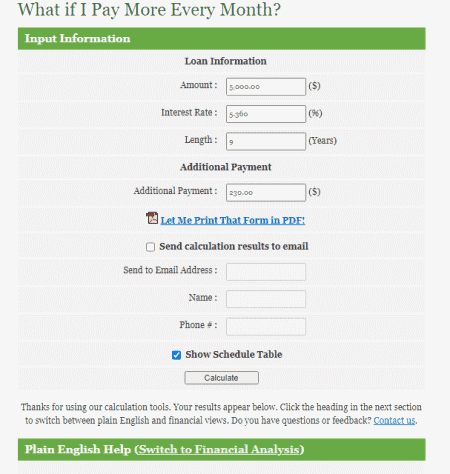 What if I Pay More Every Month?
Input Information
Loan Information
Amount : 5,000.00 ($)
Interest Rate : 5.360 (%)
Length : 9 (Years)
Additional Payment
Additional Payment : 230.00 ($)
Let Me Print That Form in PDF!
Send calculation results to email
Send to Email Address :
Name :
Phone # :
Show Schedule Table
Calculate
Thanks for using our calculation tools. Your results appear below. Click the heading in the next section
to switch between plain English and financial views. Do you have questions or feedback? Contact us.
Plain English Help (Switch to Financial Analysis)